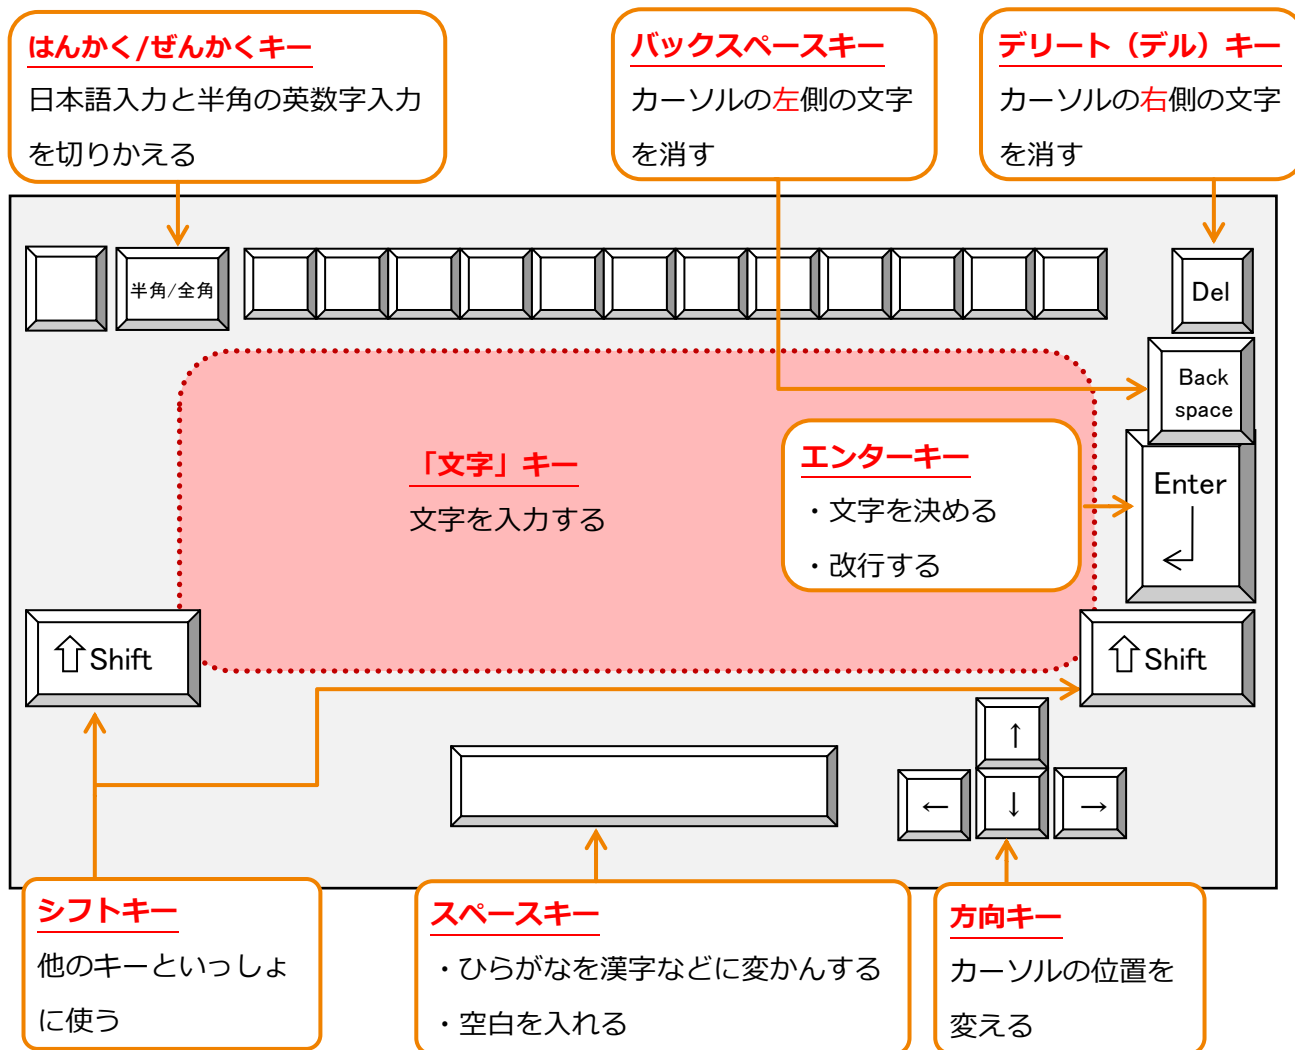 はんかく/ぜんかくキー
日本語入力と半角の英数字入力
を切りかえる
バックスペースキー
カーソルの左側の文字
を消す
デリート（デル）キー
カーソルの右側の文字
を消す
半角/全角
Del
Back
space
「文字」キー
文字を入力する
エンターキー
・文字を決める
・改行する
Enter
⇧Shift
⇧Shift
↑
←
↓
→
シフトキー
他のキーといっしょ
に使う
スペースキー
・ひらがなを漢字などに変かんする
・空白を入れる
方向キー
カーソルの位置を
変える